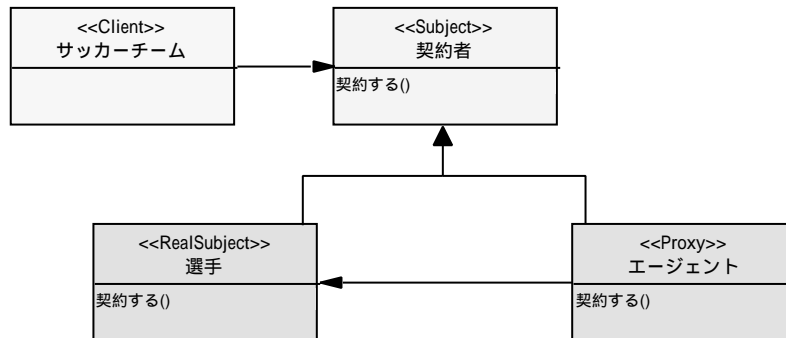 <<Client>>
サッカーチーム
<<Subject>>
契約者
契約する()
<<RealSubject>>
選手
契約する()
<<Proxy>>
エージェント
契約する()